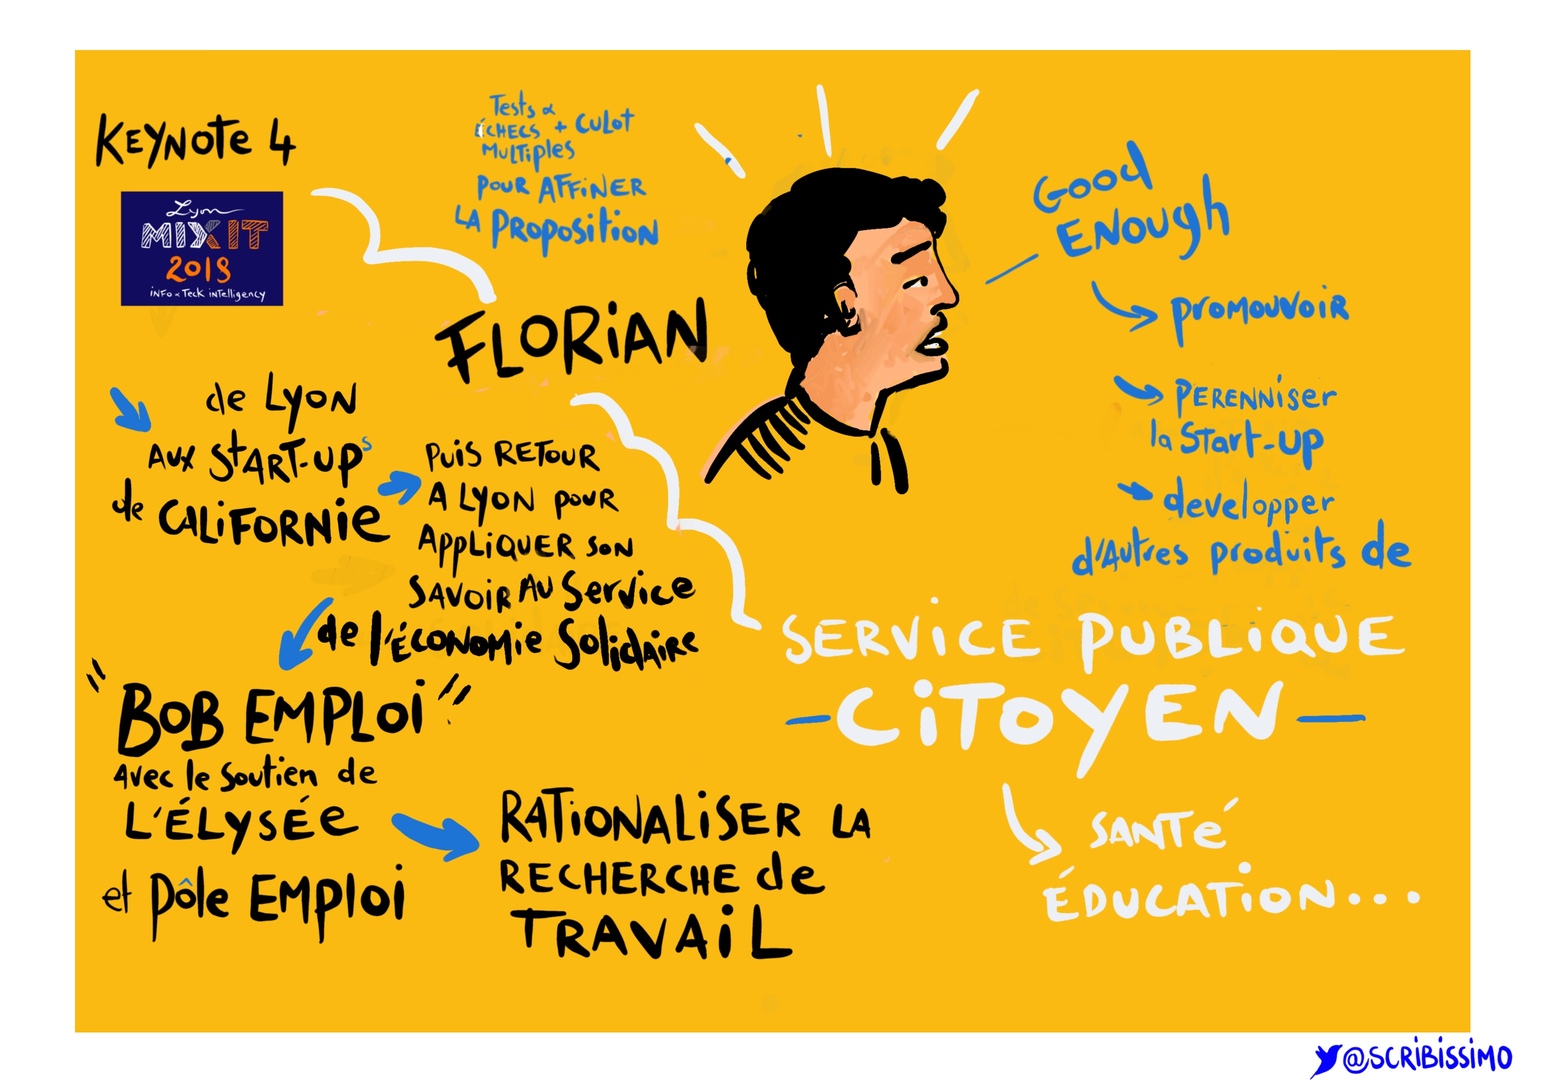 KEYNOTE 4
Lyon
MIXIT
2018
iNFO & TECK iNTELligENCY
Tests &
ÉCHECS + CULOT
MULTIPLES
POUR AFFiNER
LA PROPOSITION
FLORiAN
GOOD
ENOUGH
PROMOUVOIR
PERENNISER
la START-UP
developper
d'Autres produits de
SERVICE PUBLIQUE
CiTOYEN
SANTÉ
ÉDUCATION...
de LYON
AUX START-UPs
de CALIFORNIE
PUIS RETOUR
A LYON POUR
APPLIQUER SON
SAVOIR AU Service
de l'ÉCONOMIE Solidaire
"BOB EMPLOI"
AVEC le Soutien de
L'ÉLYSÉE
et Pôle EMPLOI
RATIONALISER LA
RECHERCHE de
TRAVAIL
@SCRIBISSIMO